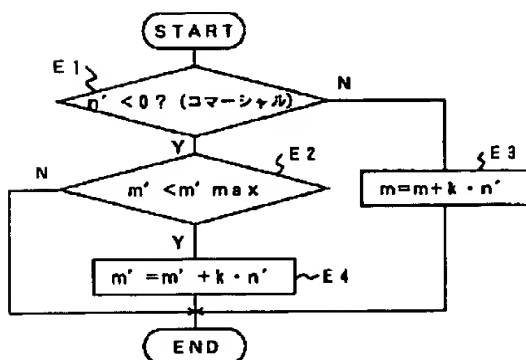 START
E1
n' <0? (コマーシャル)
N
Y
E2
N
m' <m' max
E3
m=m+k・n'
Y
m' =m' +k・n'
E4
END